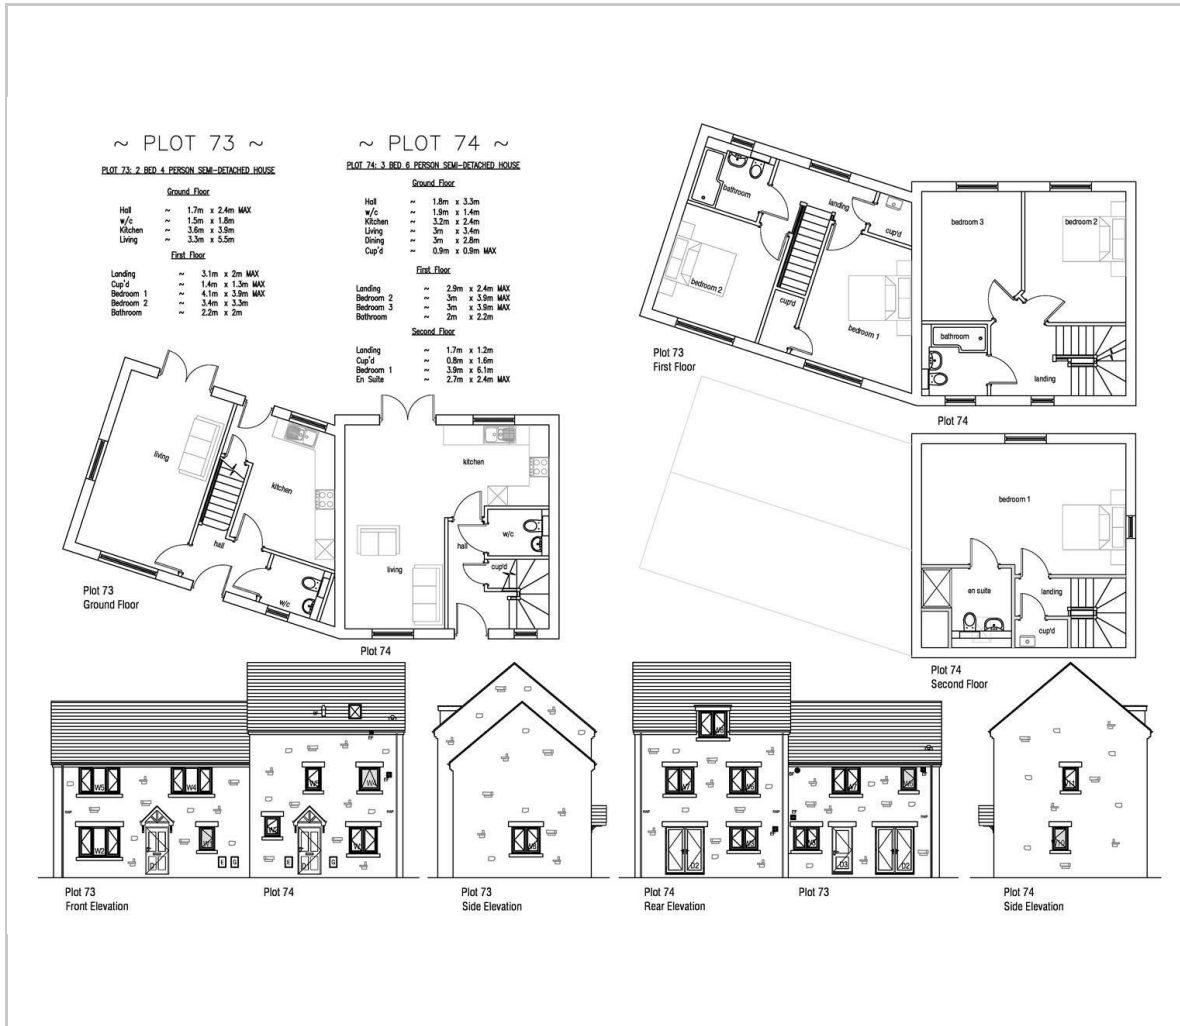 ~ PLOT 73 ~
PLOT 73: 2 BED 4 PERSON SEMI-DETACHED HOUSE
Ground Floor
Hall ~ 1.7m x 2.4m MAX
w/c ~ 1.5m x 1.8m
Kitchen ~ 3.6m x 3.9m
Living ~ 3.3m x 5.5m
First Floor
Landing ~ 3.1m x 2m MAX
Cup'd ~ 1.4m x 1.3m MAX
Bedroom 1 ~ 4.1m x 3.9m MAX
Bedroom 2 ~ 3.4m x 3.3m
Bathroom ~ 2.2m x 2m
~ PLOT 74 ~
PLOT 74: 3 BED 6 PERSON SEMI-DETACHED HOUSE
Ground Floor
Hall ~ 1.8m x 3.3m
w/c ~ 1.9m x 1.4m
Kitchen ~ 3.2m x 2.4m
Living ~ 3m x 3.4m
Dining ~ 3m x 2.8m
Cup'd ~ 0.9m x 0.9m MAX
First Floor
Landing ~ 2.9m x 2.4m MAX
Bedroom 2 ~ 3m x 3.9m MAX
Bedroom 3 ~ 3m x 3.9m MAX
Bathroom ~ 2m x 2.2m
Second Floor
Landing ~ 1.7m x 1.2m
Cup'd ~ 0.8m x 1.6m
Bedroom 1 ~ 3.9m x 6.1m
En Suite ~ 2.7m x 2.4m MAX
bathroom
landing
cup'd
bedroom 2
cup'd
bedroom 1
bedroom 3
bedroom 2
bathroom
landing
Plot 73
First Floor
Plot 74
living
kitchen
hall
w/c
Plot 73
Ground Floor
kitchen
w/c
hall
cup'd
living
Plot 74
bedroom 1
en suite
landing
cup'd
Plot 74
Second Floor
W5
W4
W2
D1
W4
D1
E
G
E
G
Plot 73
Front Elevation
Plot 74
Plot 73
Side Elevation
D2
D3
D2
Plot 74
Rear Elevation
Plot 73
Plot 74
Side Elevation